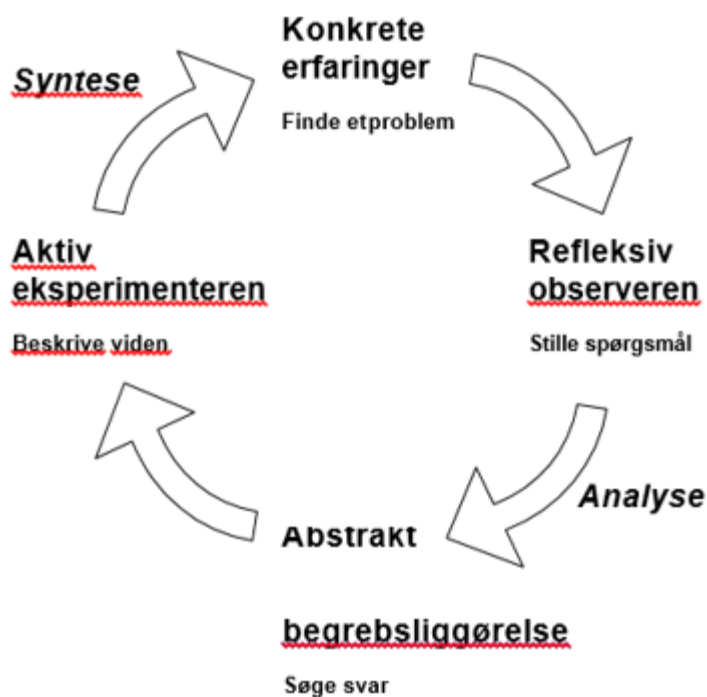 Konkrete
erfaringer
Finde etproblem
Syntese
Refleksiv
observeren
Stille spørgsmål
Aktiv
eksperimenteren
Beskrive viden
Analyse
Abstrakt
begrebsliggørelse
Søge svar